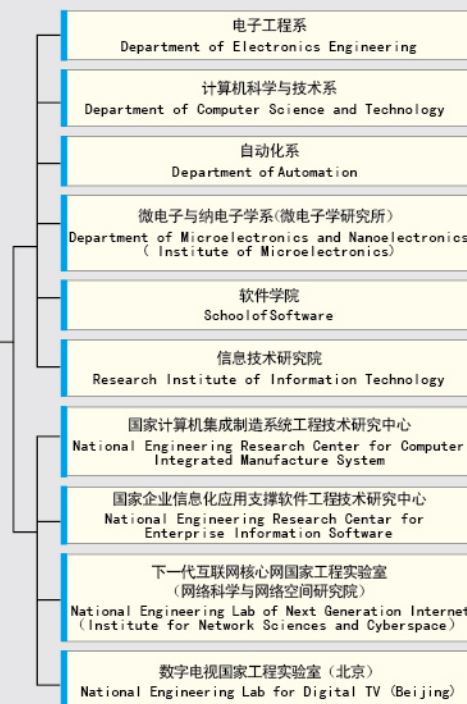 电子工程系
Department of Electronics Engineering
计算机科学与技术系
Department of Computer Science and Technology
自动化系
Department of Automation
微电子与纳电子学系(微电子学研究所)
Department of Microelectronics and Nanoelectronics
( Institute of Microelectronics)
软件学院
SchoolofSoftware
信息技术研究院
Research Institute of Information Technology
国家计算机集成制造系统工程技术研究中心
National Engineering Research Center for Computer
Integrated Manufacture System
国家企业信息化应用支撑软件工程技术研究中心
National Engineering Research Centar for
Enterprise Information Software
下一代互联网核心网国家工程实验室
(网络科学与网络空间研究院)
National Engineering Lab of Next Generation Internet
(Institute for Network Sciences and Cyberspace)
数字电视国家工程实验室(北京)
National Engineering Lab for Digital TV (Beijing)